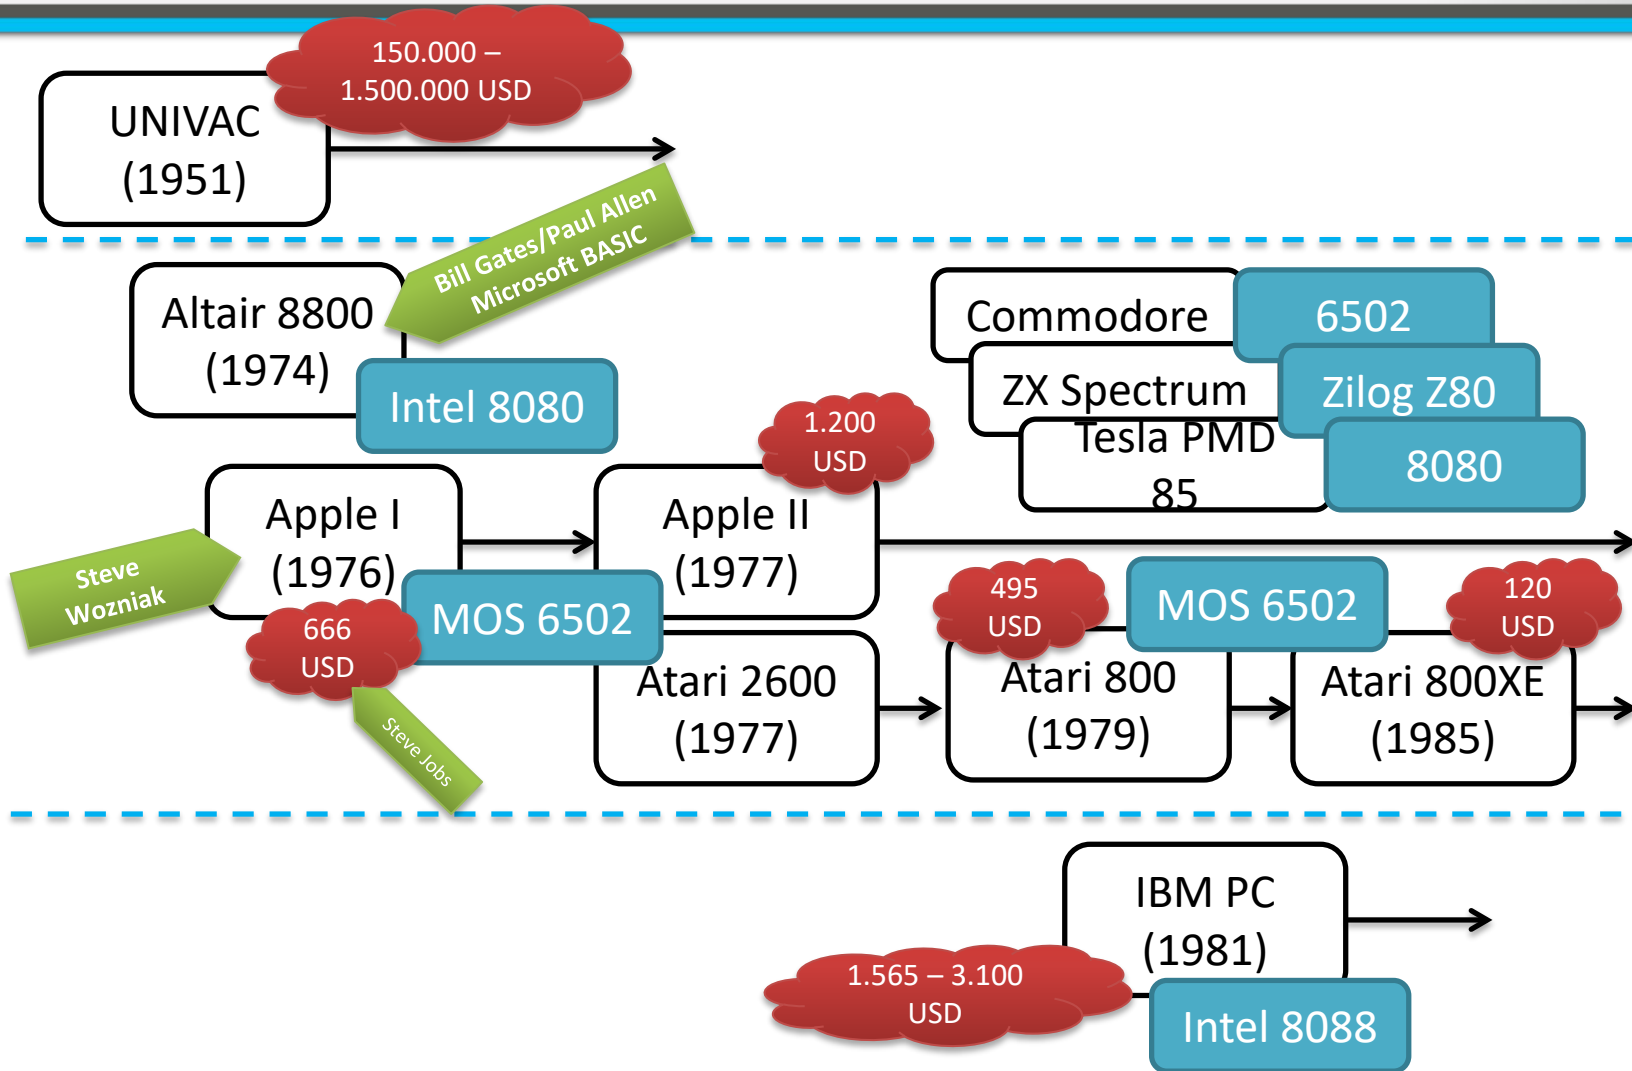 150.000 –
1.500.000 USD
UNIVAC
(1951)
Bill Gates/Paul Allen
Microsoft BASIC
Altair 8800
(1974)
Intel 8080
Commodore
6502
ZX Spectrum
Zilog Z80
Tesla PMD
85
8080
1.200
USD
Apple I
(1976)
Apple II
(1977)
Steve
Wozniak
MOS 6502
666
USD
Steve Jobs
Atari 2600
(1977)
495
USD
MOS 6502
120
USD
Atari 800
(1979)
Atari 800XE
(1985)
IBM PC
(1981)
1.565 – 3.100
USD
Intel 8088